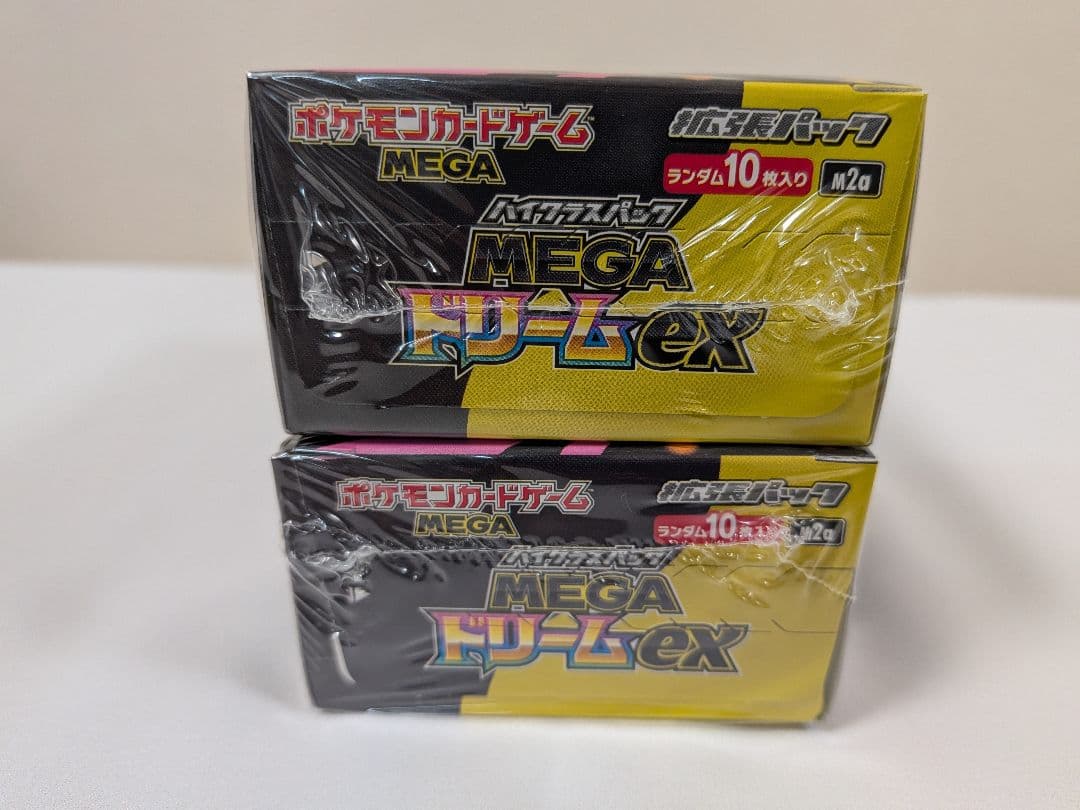 ポケモンカードゲーム
MEGA
拡張パック
ランダム10枚入り
M2a
ハイクラスパック
MEGA
ドリームex
ポケモンカードゲーム
MEGA
拡張パック
ランダム10枚入り
M2a
ハイクラスパック
MEGA
ドリームex